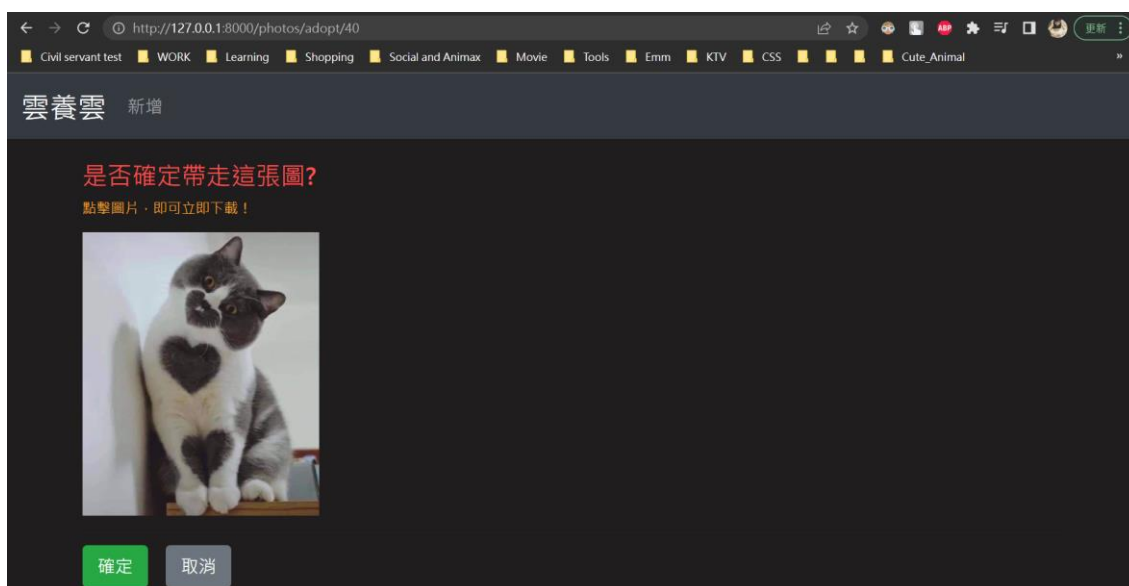 http://127.0.0.1:8000/photos/adopt/40
ABP
更新
Civil servant test WORK Learning Shopping Social and Animax Movie Tools Emm KTV CSS Cute_Animal »
雲養雲 新增
是否確定帶走這張圖?
點擊圖片，即可立即下載！
確定 取消